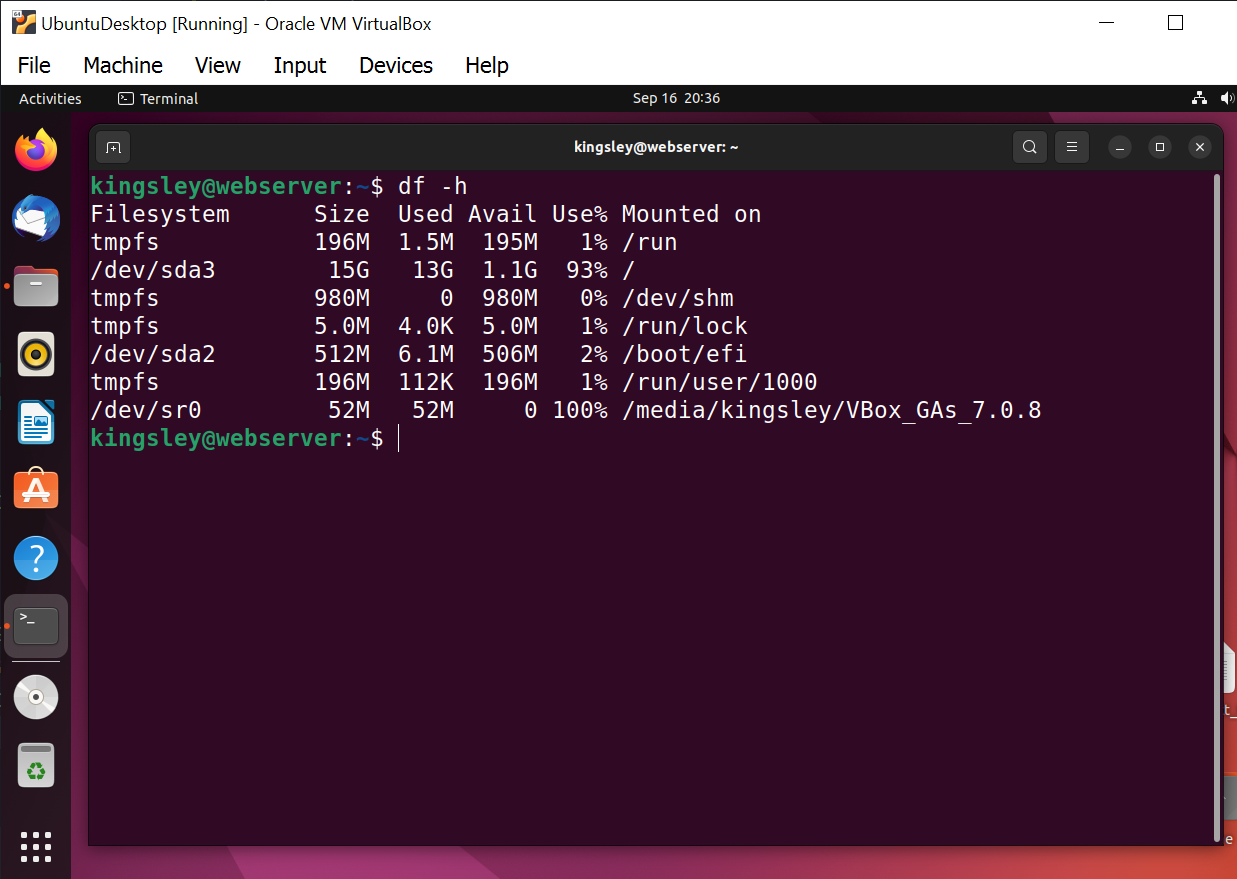 UbuntuDesktop [Running] - Oracle VM VirtualBox
File Machine View Input Devices Help
Activities Terminal Sep 16 20:36
kingsley@webserver: ~
kingsley@webserver:~$ df -h
Filesystem Size Used Avail Use% Mounted on
tmpfs 196M 1.5M 195M 1% /run
/dev/sda3 15G 13G 1.1G 93% /
tmpfs 980M 0 980M 0% /dev/shm
tmpfs 5.0M 4.0K 5.0M 1% /run/lock
/dev/sda2 512M 6.1M 506M 2% /boot/efi
tmpfs 196M 112K 196M 1% /run/user/1000
/dev/sr0 52M 52M 0 100% /media/kingsley/VBox_GAs_7.0.8
kingsley@webserver:~$